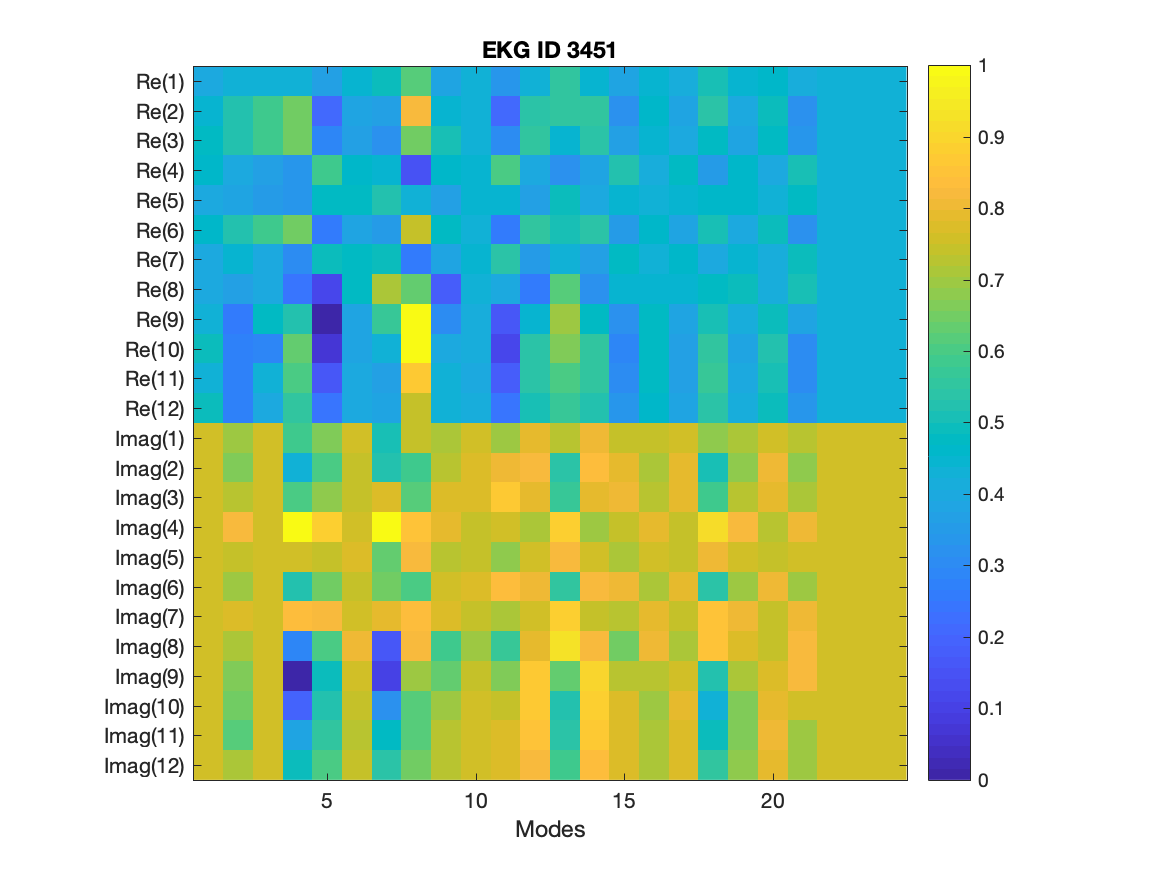 EKG ID 3451
Re(1)
Re(2)
Re(3)
Re(4)
Re(5)
Re(6)
Re(7)
Re(8)
Re(9)
Re(10)
Re(11)
Re(12)
Imag(1)
Imag(2)
Imag(3)
Imag(4)
Imag(5)
Imag(6)
Imag(7)
Imag(8)
Imag(9)
Imag(10)
Imag(11)
Imag(12)
5 10 15 20
Modes
1
0.9
0.8
0.7
0.6
0.5
0.4
0.3
0.2
0.1
0